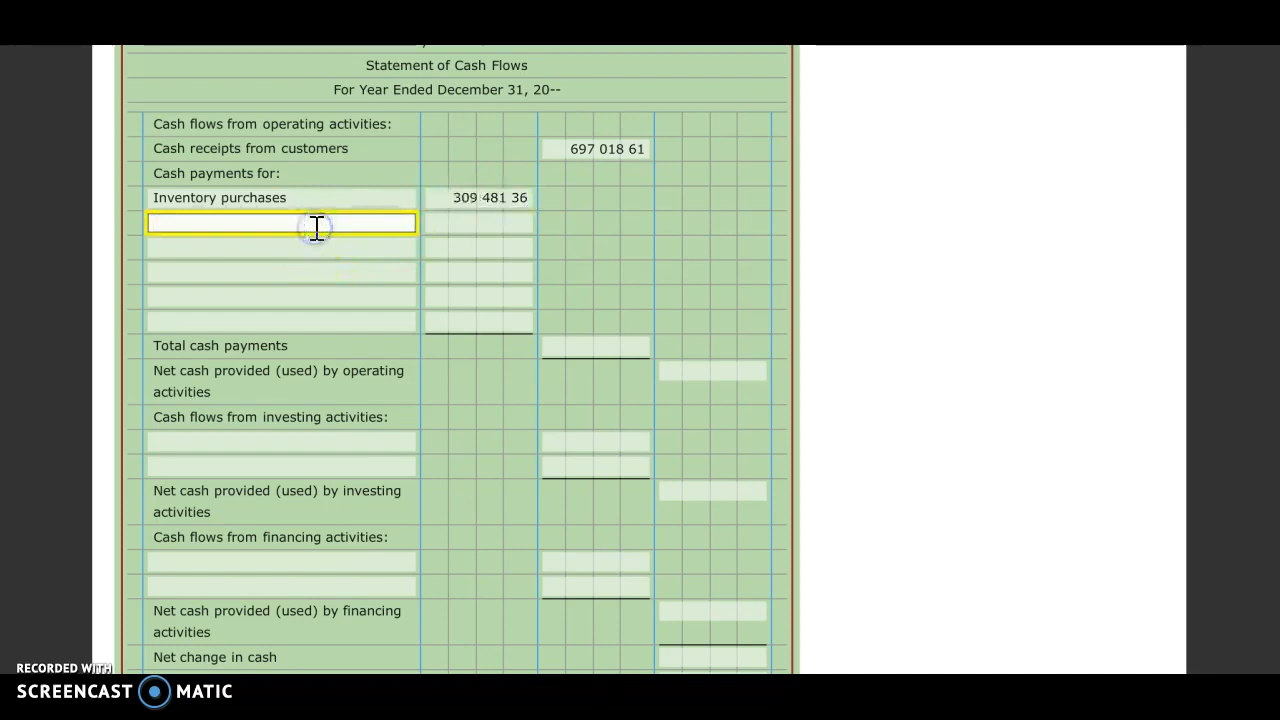 Statement of Cash Flows
For Year Ended December 31, 20--
Cash flows from operating activities:
Cash receipts from customers 697 018 61
Cash payments for:
Inventory purchases 309 481 36
Total cash payments
Net cash provided (used) by operating
activities
Cash flows from investing activities:
Net cash provided (used) by investing
activities
Cash flows from financing activities:
Net cash provided (used) by financing
activities
Net change in cash
RECORDED WITH
SCREENCAST MATIC